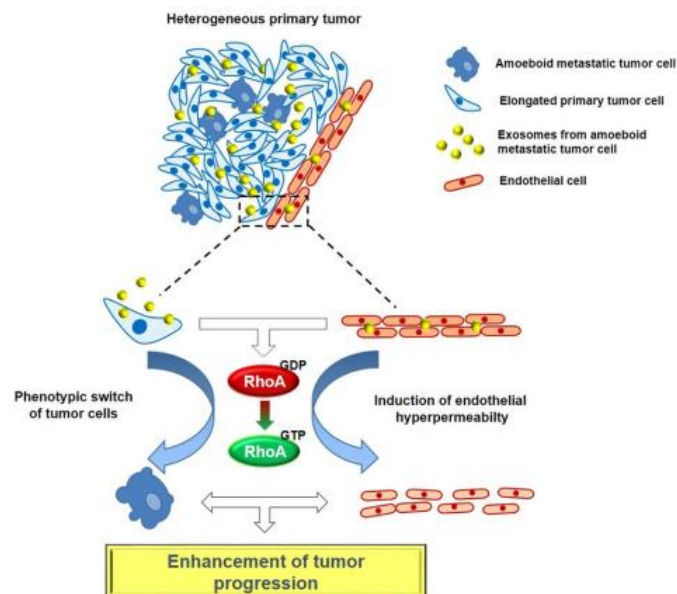 Heterogeneous primary tumor
Amoeboid metastatic tumor cell
Elongated primary tumor cell
Exosomes from amoeboid
metastatic tumor cell
Endothelial cell
GDP
RhoA
Phenotypic switch
of tumor cells
Induction of endothelial
hyperpermeabilty
GTP
RhoA
Enhancement of tumor
progression